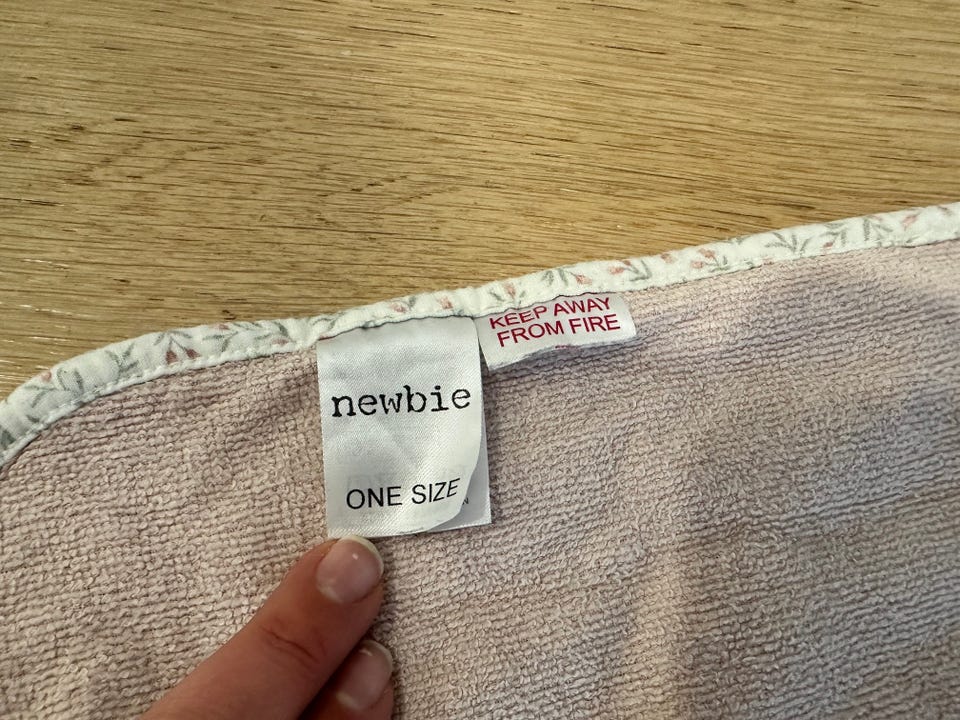 newbie
ONE SIZE
KEEP AWAY
FROM FIRE